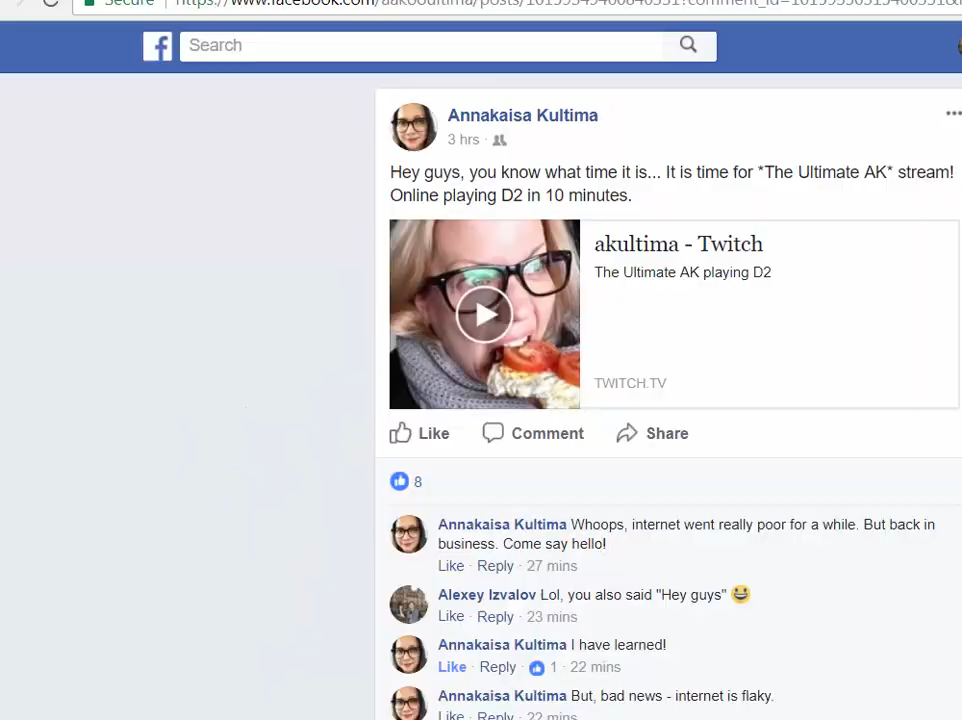 Secure
https://www.facebook.com/aakooultima/posts/
Search
Annakaisa Kultima
3 hrs ·
Hey guys, you know what time it is... It is time for *The Ultimate AK* stream!
Online playing D2 in 10 minutes.
akultima - Twitch
The Ultimate AK playing D2
TWITCH.TV
Like Comment Share
8
Annakaisa Kultima Whoops, internet went really poor for a while. But back in
business. Come say hello!
Like · Reply · 27 mins
Alexey Izvalov Lol, you also said "Hey guys" 😃
Like · Reply · 23 mins
Annakaisa Kultima I have learned!
Like · Reply · 1 · 22 mins
Annakaisa Kultima But, bad news - internet is flaky.
Like · Reply · 22 mins